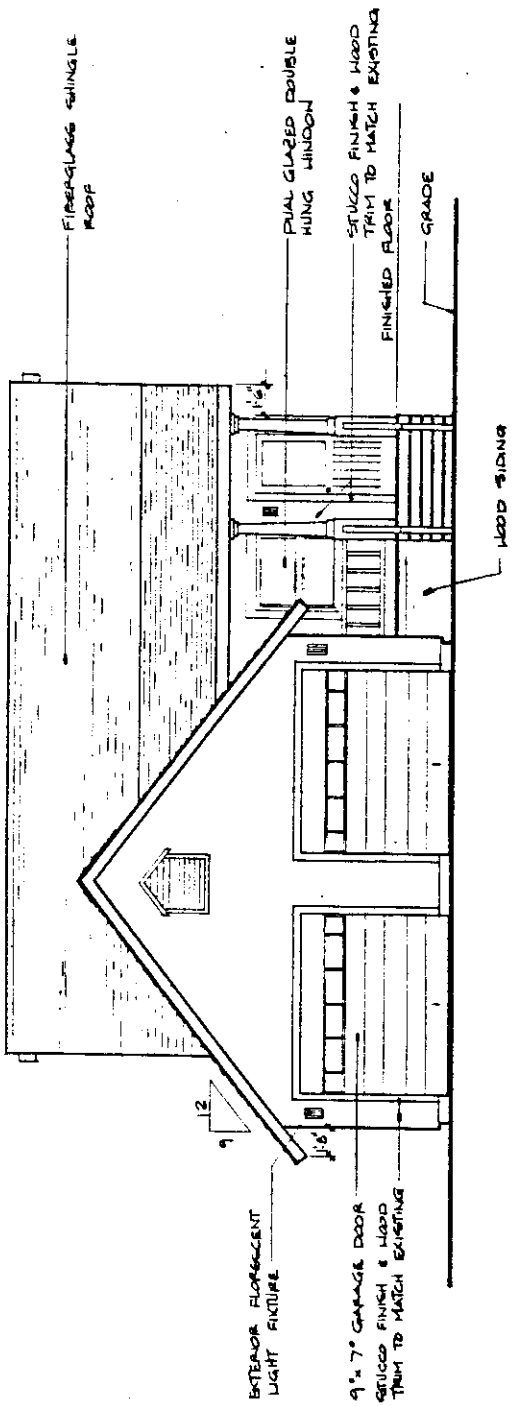 FIBERGLASS SHINGLE
ROOF
DUAL GLAZED DOUBLE
HUNG WINDOW
STUCCO FINISH & WOOD
TRIM TO MATCH EXISTING
FINISHED FLOOR
GRADE
WOOD SIDING
1'-6"
12
9
1'-8"
EXTERIOR FLORESCENT
LIGHT FIXTURE
9° x 7° GARAGE DOOR
STUCCO FINISH & WOOD
TRIM TO MATCH EXISTING